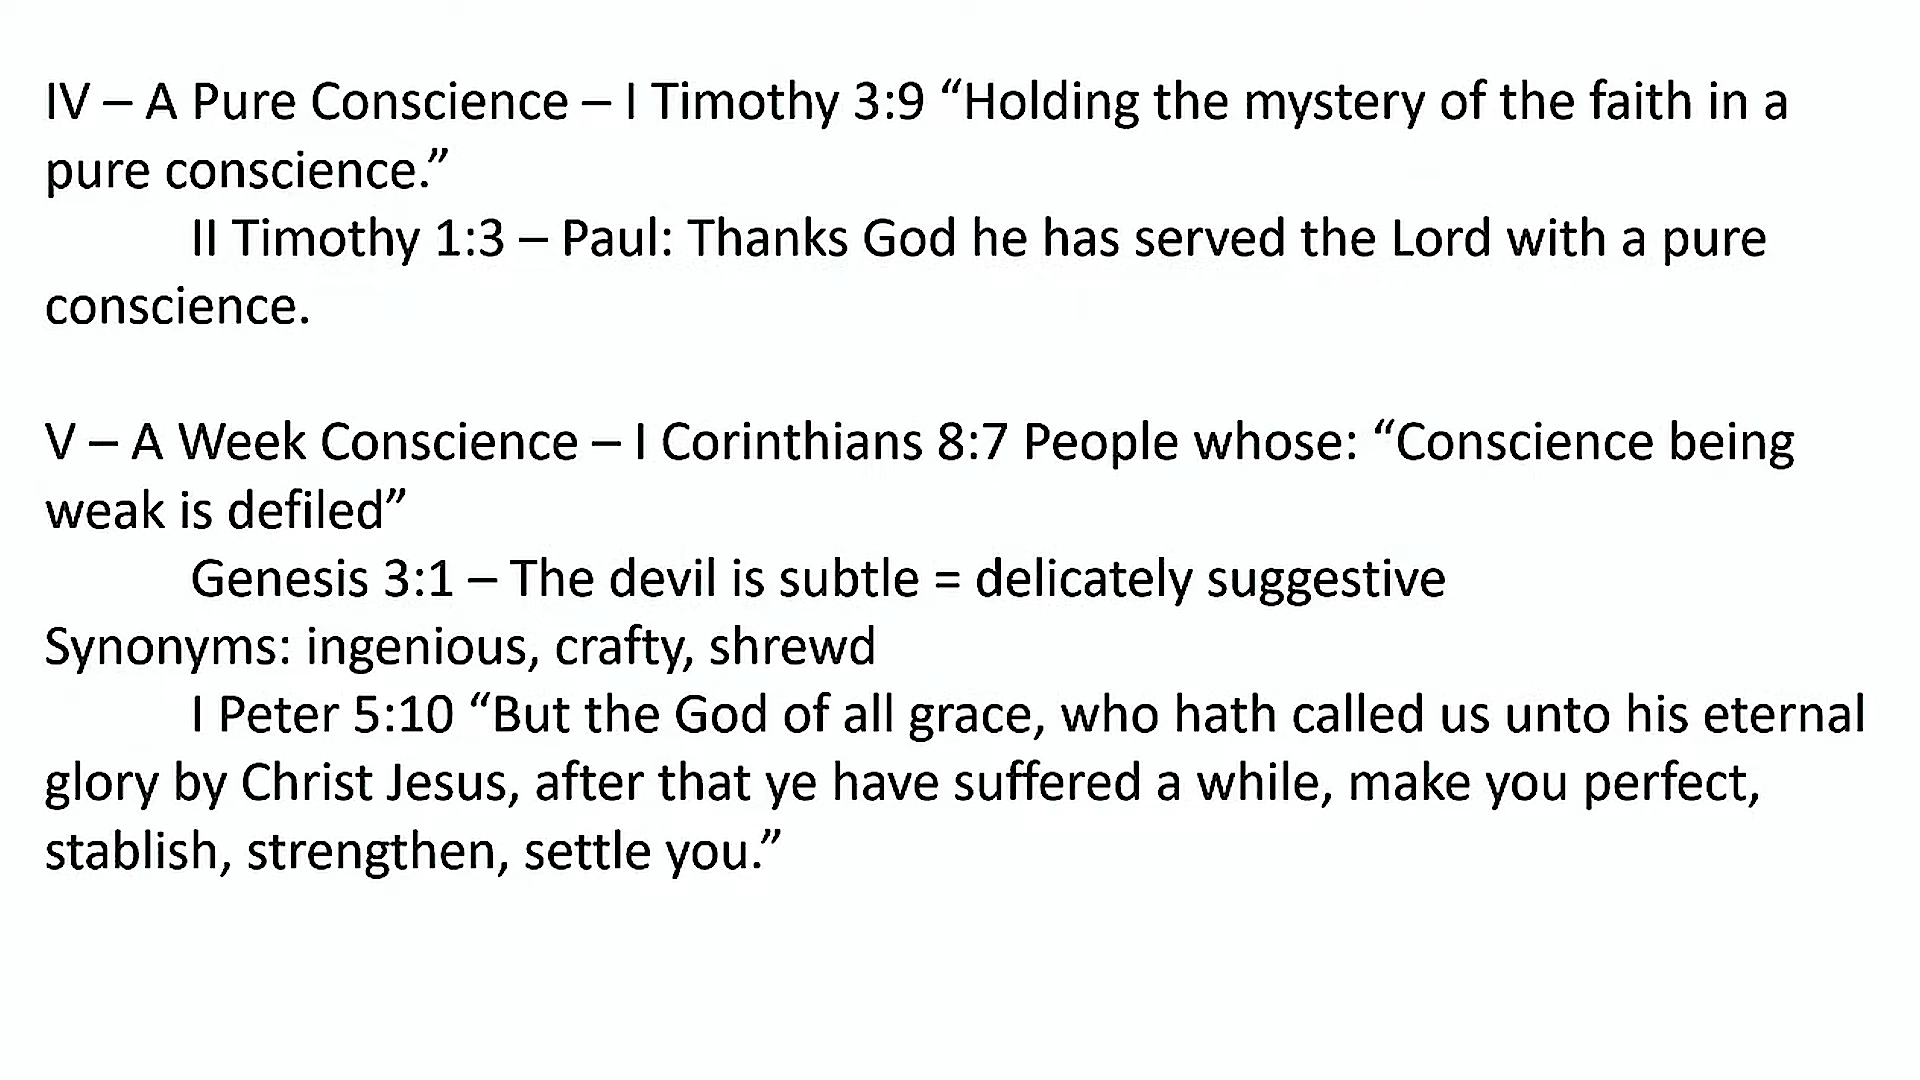 IV – A Pure Conscience – I Timothy 3:9 “Holding the mystery of the faith in a
pure conscience.”
II Timothy 1:3 – Paul: Thanks God he has served the Lord with a pure
conscience.
V – A Week Conscience – I Corinthians 8:7 People whose: “Conscience being
weak is defiled”
Genesis 3:1 – The devil is subtle = delicately suggestive
Synonyms: ingenious, crafty, shrewd
I Peter 5:10 “But the God of all grace, who hath called us unto his eternal
glory by Christ Jesus, after that ye have suffered a while, make you perfect,
stablish, strengthen, settle you.”